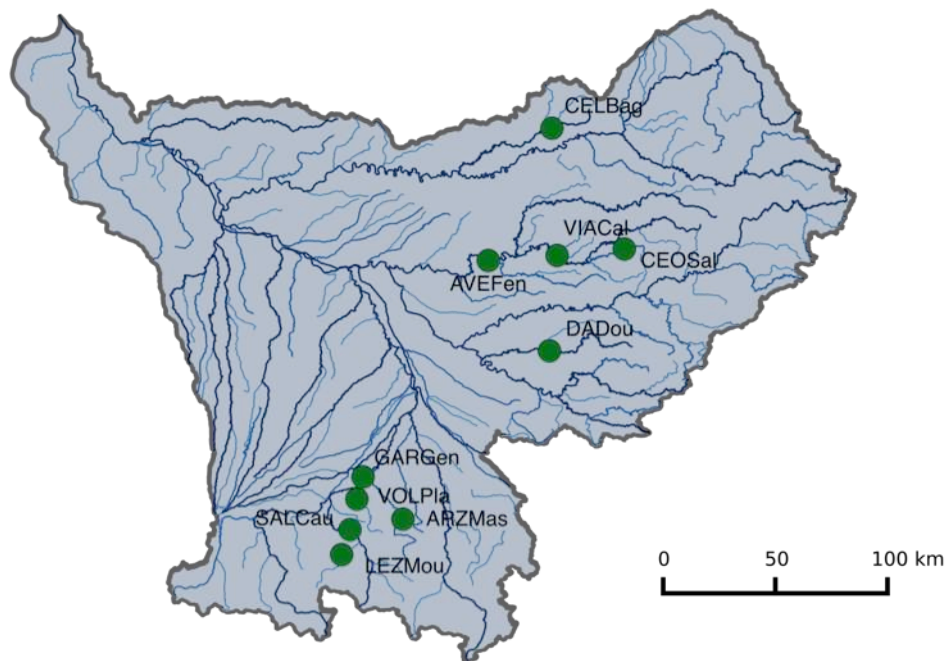 CELBag
VIACal
CEOSal
AVEFen
DADou
GARGen
VOLPla
SALCau
ARZMas
LEZMou
0 50 100 km